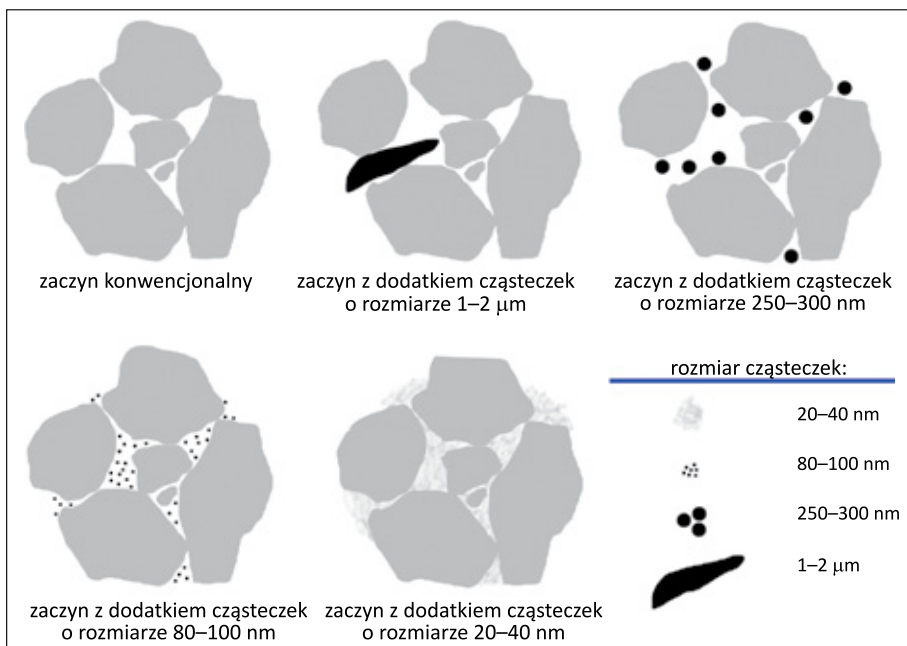 zaczyn konwencjonalny
zaczyn z dodatkiem cząsteczek
o rozmiarze 1–2 μm
zaczyn z dodatkiem cząsteczek
o rozmiarze 250–300 nm
zaczyn z dodatkiem cząsteczek
o rozmiarze 80–100 nm
zaczyn z dodatkiem cząsteczek
o rozmiarze 20–40 nm
rozmiar cząsteczek:
20–40 nm
80–100 nm
250–300 nm
1–2 μm